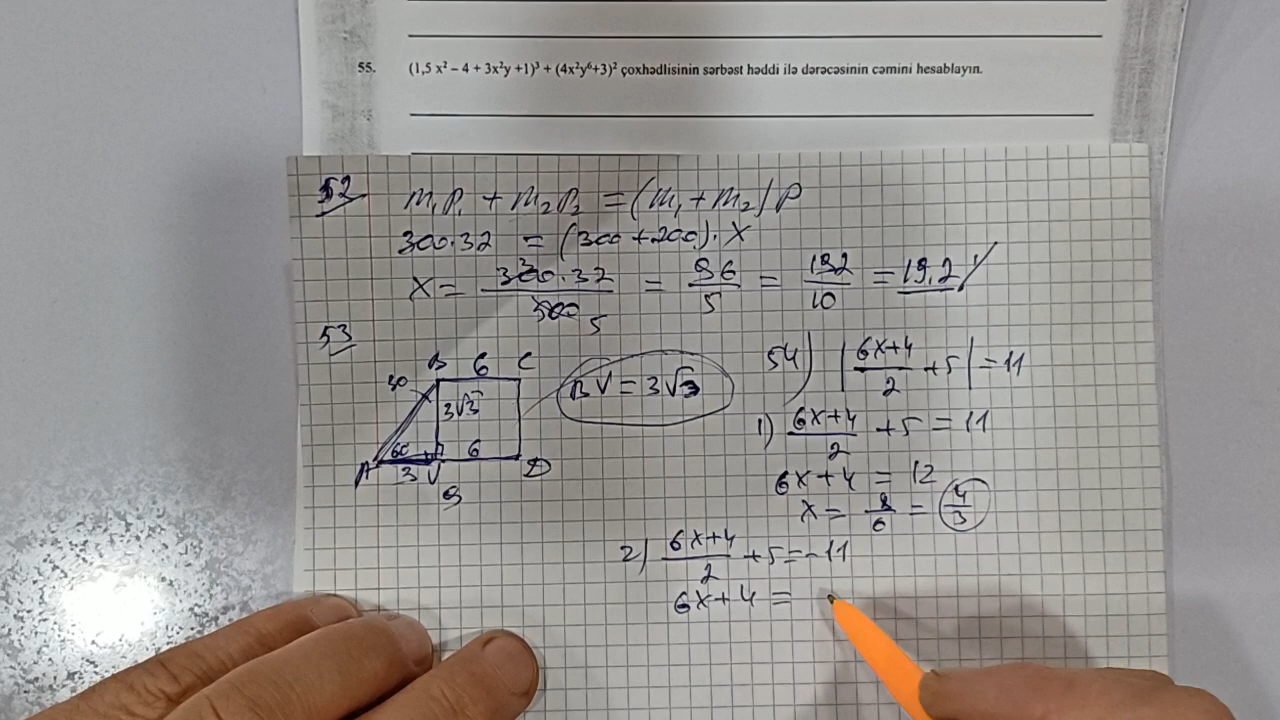 55. (1,5 x² – 4 + 3x²y +1)³ + (4x²y⁶+3)² çoxhədlisinin sərbəst həddi ilə dərəcəsinin cəmini hesablayın.
52 m₁P₁ + m₂P₂ = (m₁ + m₂) P
300·32 = (300 + 200)·X
X = 300·32 / 500 5 = 96/5 = 192/10 = 19,2%
53
B 6 C
30
3√3
60 6
A 3 V D
9
BV = 3√3
54) |(6x+4)/2 + 5| = 11
1) (6x+4)/2 + 5 = 11
6x + 4 = 12
x = 8/6 = 4/3
2) (6x+4)/2 + 5 = -11
6x + 4 =